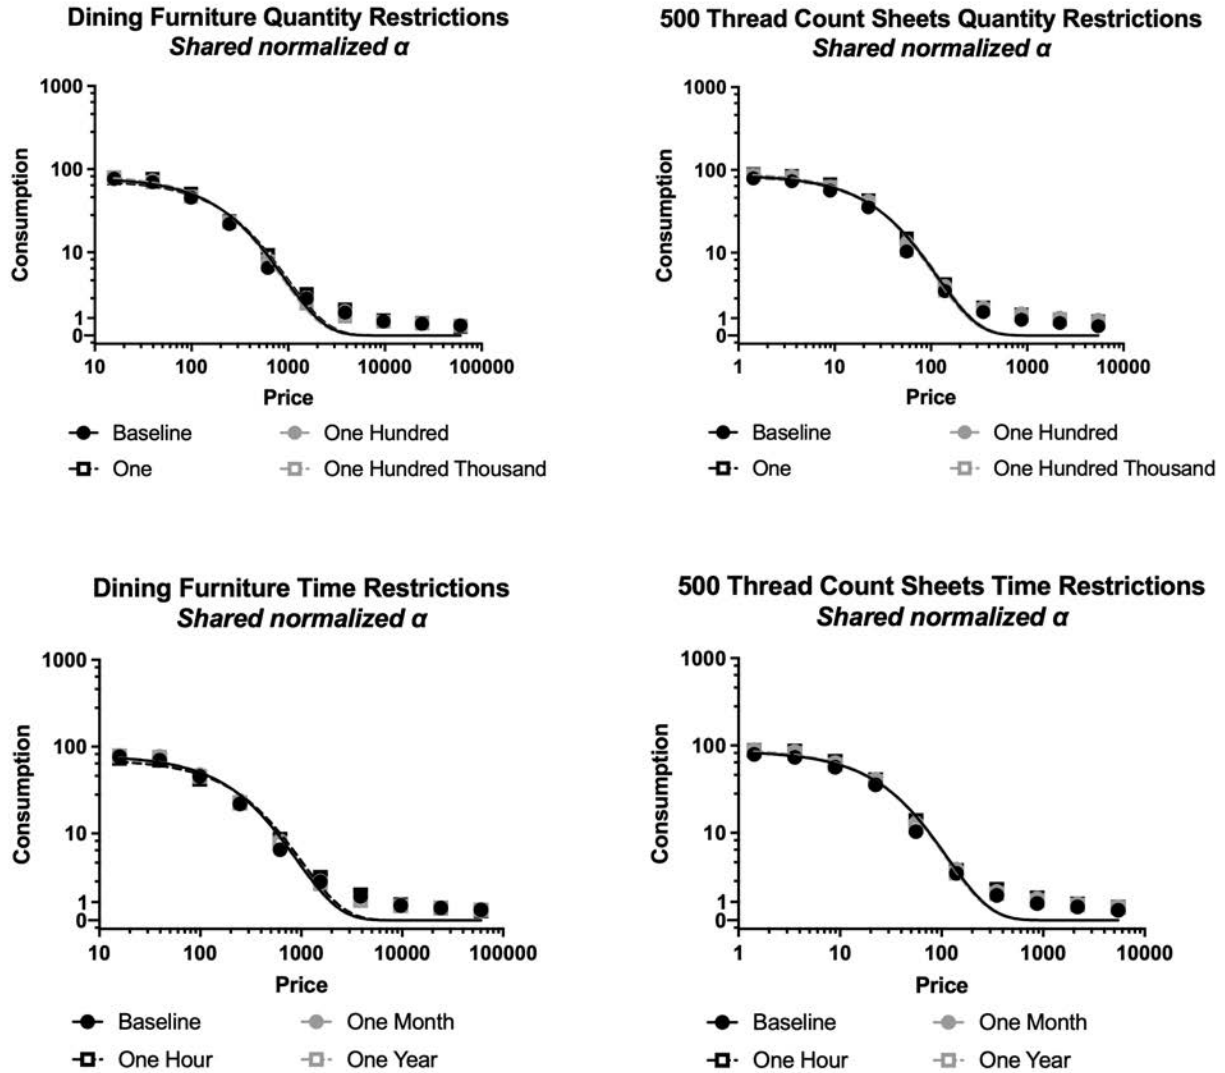 Dining Furniture Quantity Restrictions
Shared normalized α
1000
100
10
1
0
Consumption
10 100 1000 10000 100000
Price
Baseline One Hundred
One One Hundred Thousand
500 Thread Count Sheets Quantity Restrictions
Shared normalized α
1000
100
10
1
0
Consumption
1 10 100 1000 10000
Price
Baseline One Hundred
One One Hundred Thousand
Dining Furniture Time Restrictions
Shared normalized α
1000
100
10
1
0
Consumption
10 100 1000 10000 100000
Price
Baseline One Month
One Hour One Year
500 Thread Count Sheets Time Restrictions
Shared normalized α
1000
100
10
1
0
Consumption
1 10 100 1000 10000
Price
Baseline One Month
One Hour One Year